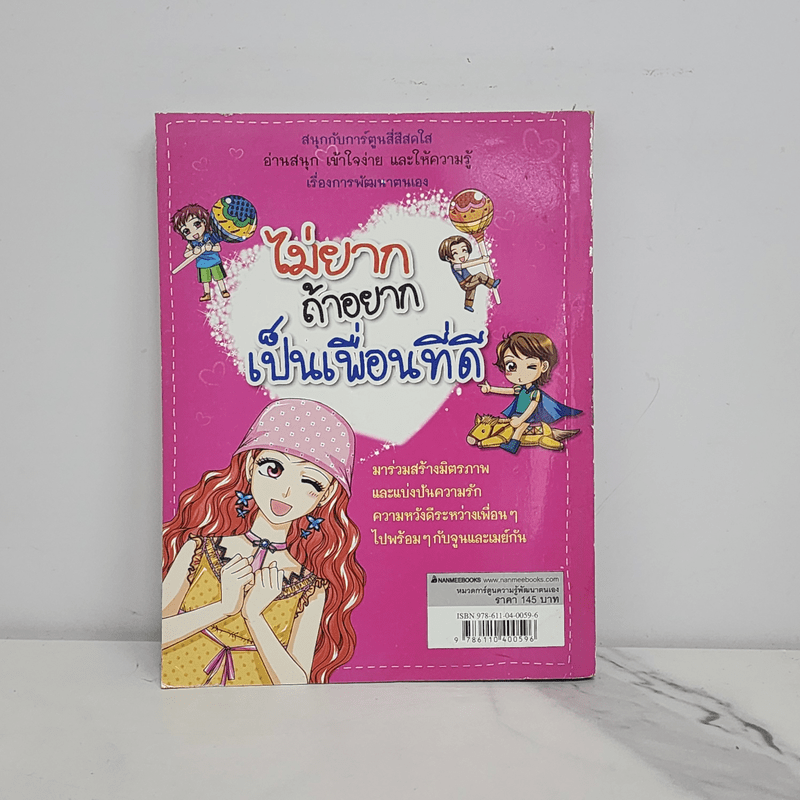 สนุกกับการ์ตูนสี่สีสดใส
อ่านสนุก เข้าใจง่าย และให้ความรู้
เรื่องการพัฒนาตนเอง
ไม่ยาก
ถ้าอยาก
เป็นเพื่อนที่ดี
มาร่วมสร้างมิตรภาพ
และแบ่งปันความรัก
ความหวังดีระหว่างเพื่อน ๆ
ไปพร้อม ๆ กับจูนและเมย์กัน
NANMEEBOOKS www.nanmeebooks.com
หมวดการ์ตูนความรู้พัฒนาตนเอง
ราคา 145 บาท
ISBN 978-611-04-0059-6
9 786110 400596